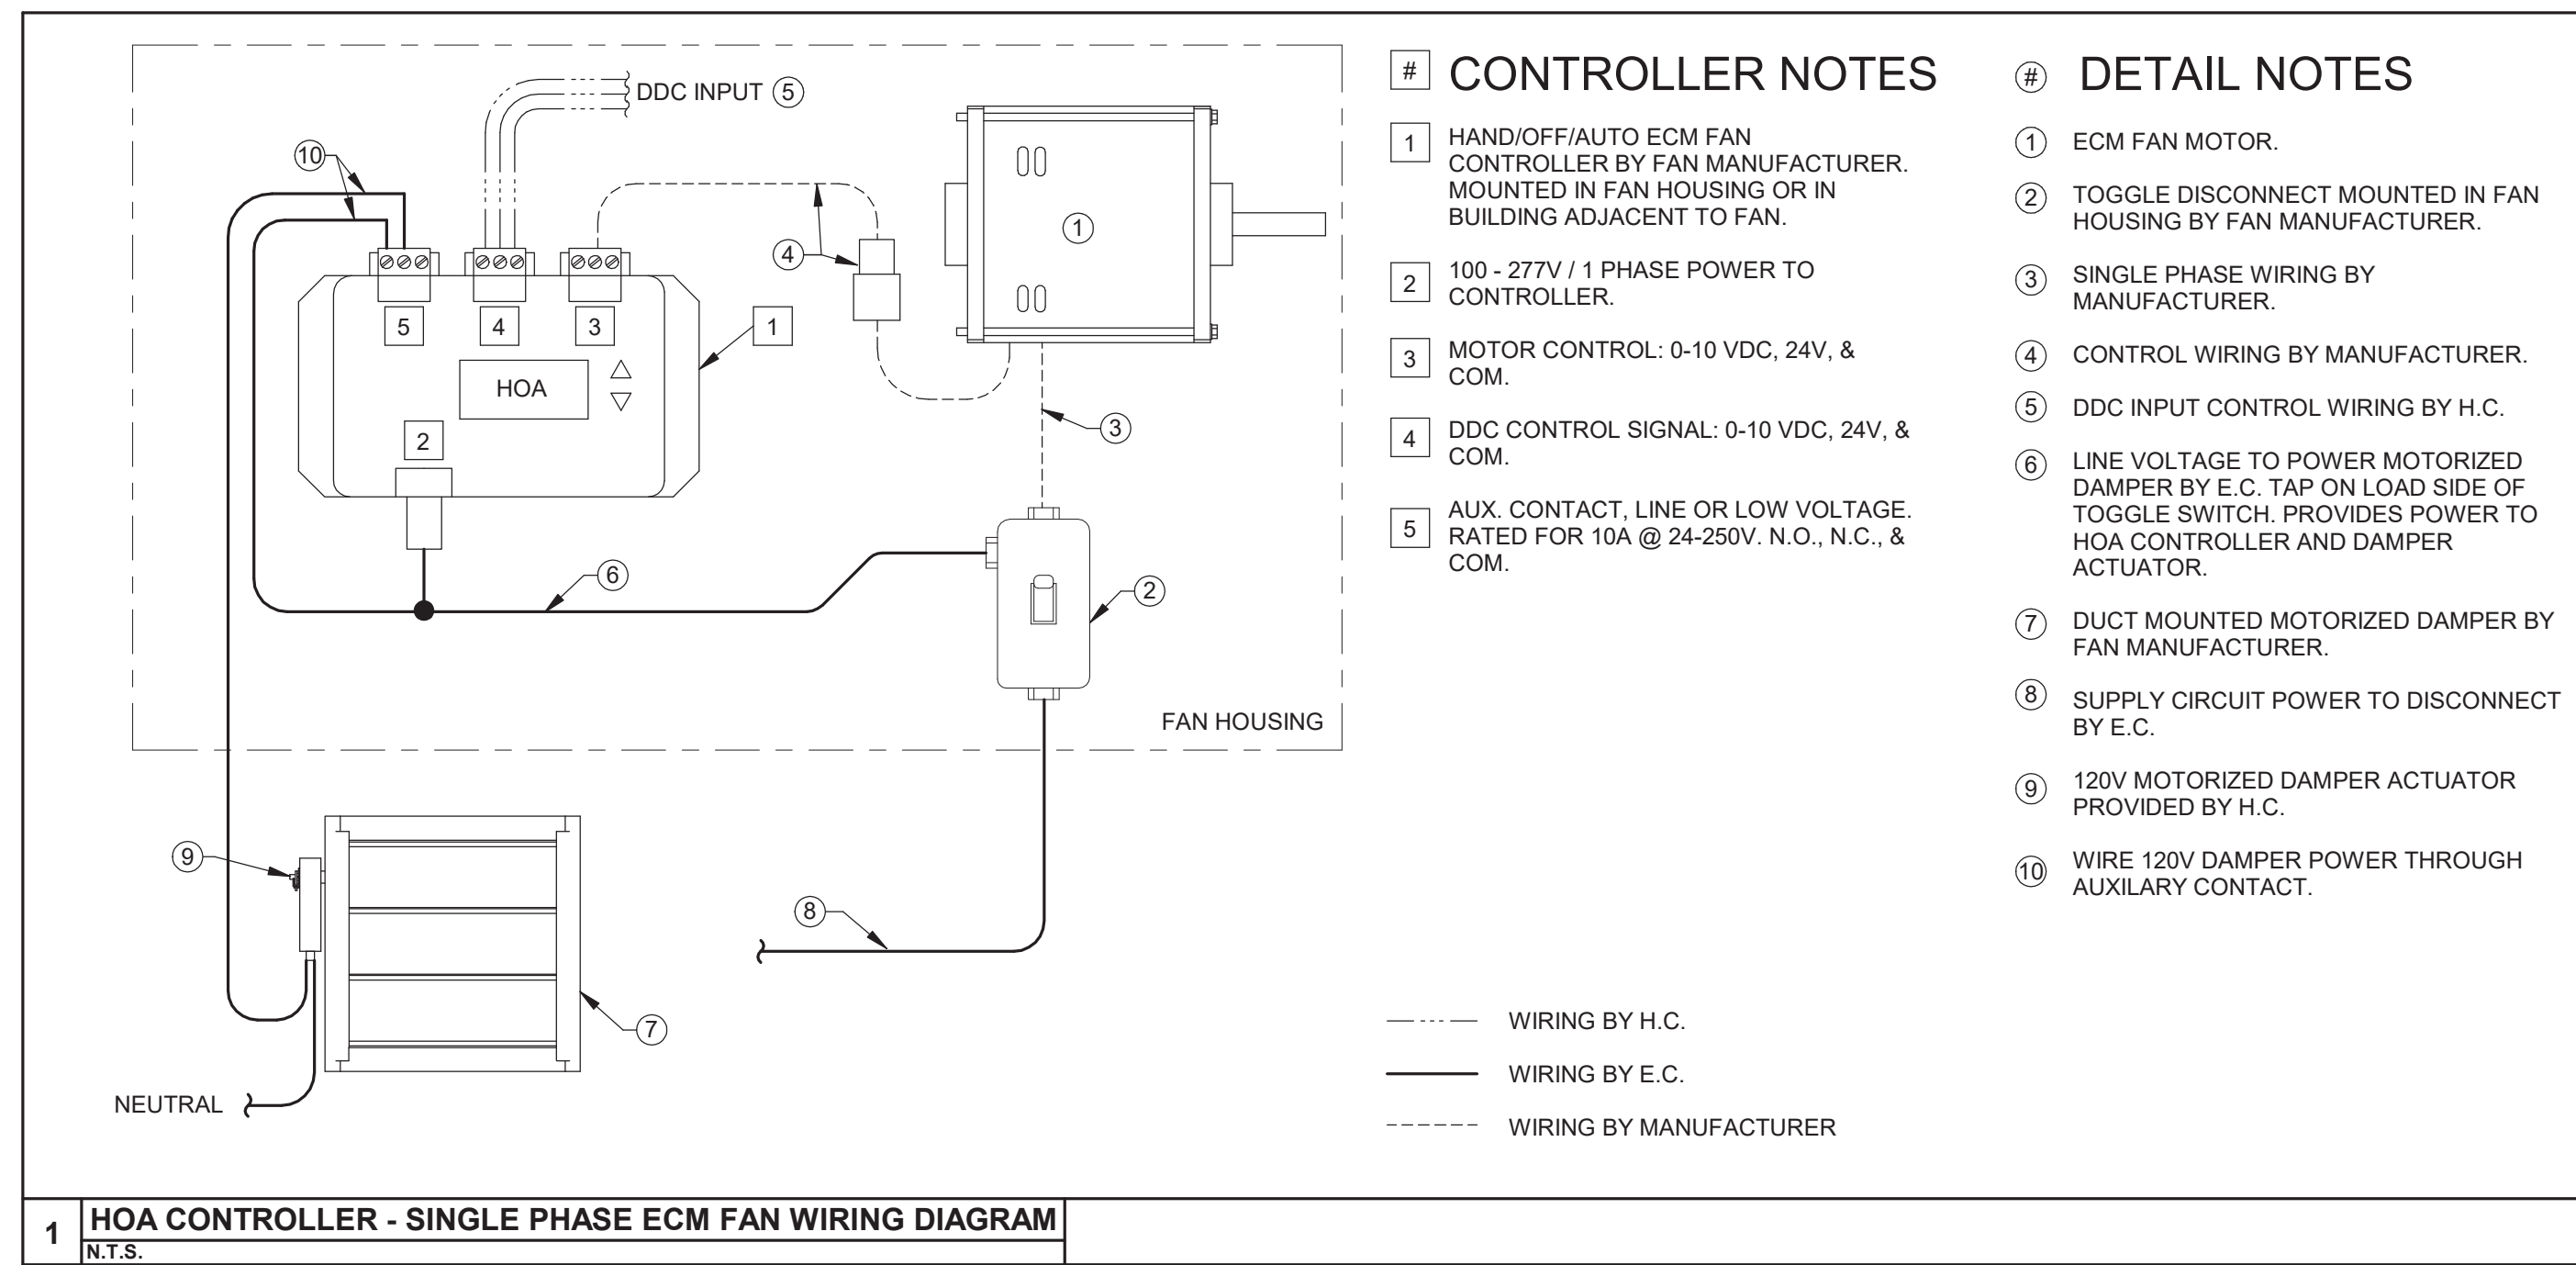 DDC INPUT 5
10
4
1
5 4 3
1
HOA
2
3
6
2
FAN HOUSING
9
8
7
NEUTRAL
# CONTROLLER NOTES
1 HAND/OFF/AUTO ECM FAN
CONTROLLER BY FAN MANUFACTURER.
MOUNTED IN FAN HOUSING OR IN
BUILDING ADJACENT TO FAN.
2 100 - 277V / 1 PHASE POWER TO
CONTROLLER.
3 MOTOR CONTROL: 0-10 VDC, 24V, &
COM.
4 DDC CONTROL SIGNAL: 0-10 VDC, 24V, &
COM.
5 AUX. CONTACT, LINE OR LOW VOLTAGE.
RATED FOR 10A @ 24-250V. N.O., N.C., &
COM.
# DETAIL NOTES
1 ECM FAN MOTOR.
2 TOGGLE DISCONNECT MOUNTED IN FAN
HOUSING BY FAN MANUFACTURER.
3 SINGLE PHASE WIRING BY
MANUFACTURER.
4 CONTROL WIRING BY MANUFACTURER.
5 DDC INPUT CONTROL WIRING BY H.C.
6 LINE VOLTAGE TO POWER MOTORIZED
DAMPER BY E.C. TAP ON LOAD SIDE OF
TOGGLE SWITCH. PROVIDES POWER TO
HOA CONTROLLER AND DAMPER
ACTUATOR.
7 DUCT MOUNTED MOTORIZED DAMPER BY
FAN MANUFACTURER.
8 SUPPLY CIRCUIT POWER TO DISCONNECT
BY E.C.
9 120V MOTORIZED DAMPER ACTUATOR
PROVIDED BY H.C.
10 WIRE 120V DAMPER POWER THROUGH
AUXILARY CONTACT.
WIRING BY H.C.
WIRING BY E.C.
WIRING BY MANUFACTURER
1 HOA CONTROLLER - SINGLE PHASE ECM FAN WIRING DIAGRAM
N.T.S.